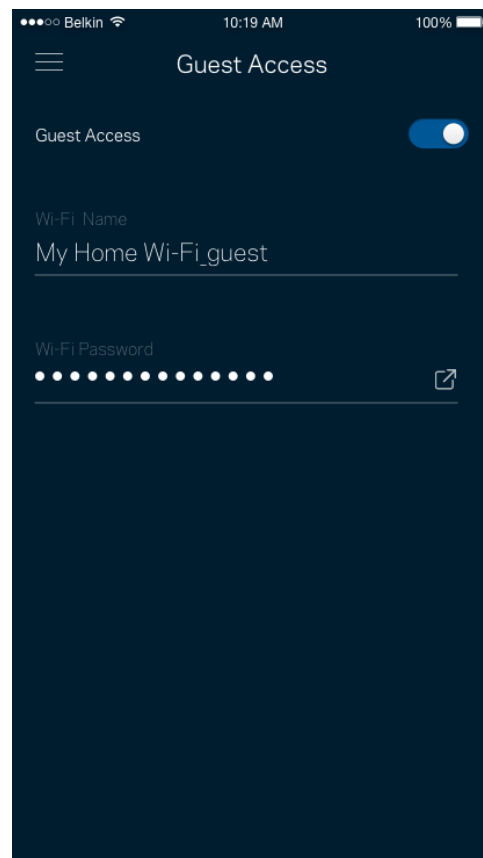 Belkin 10:19 AM 100%
Guest Access
Guest Access
Wi-Fi Name
My Home Wi-Fi_guest
Wi-Fi Password
●●●●●●●●●●●●●●